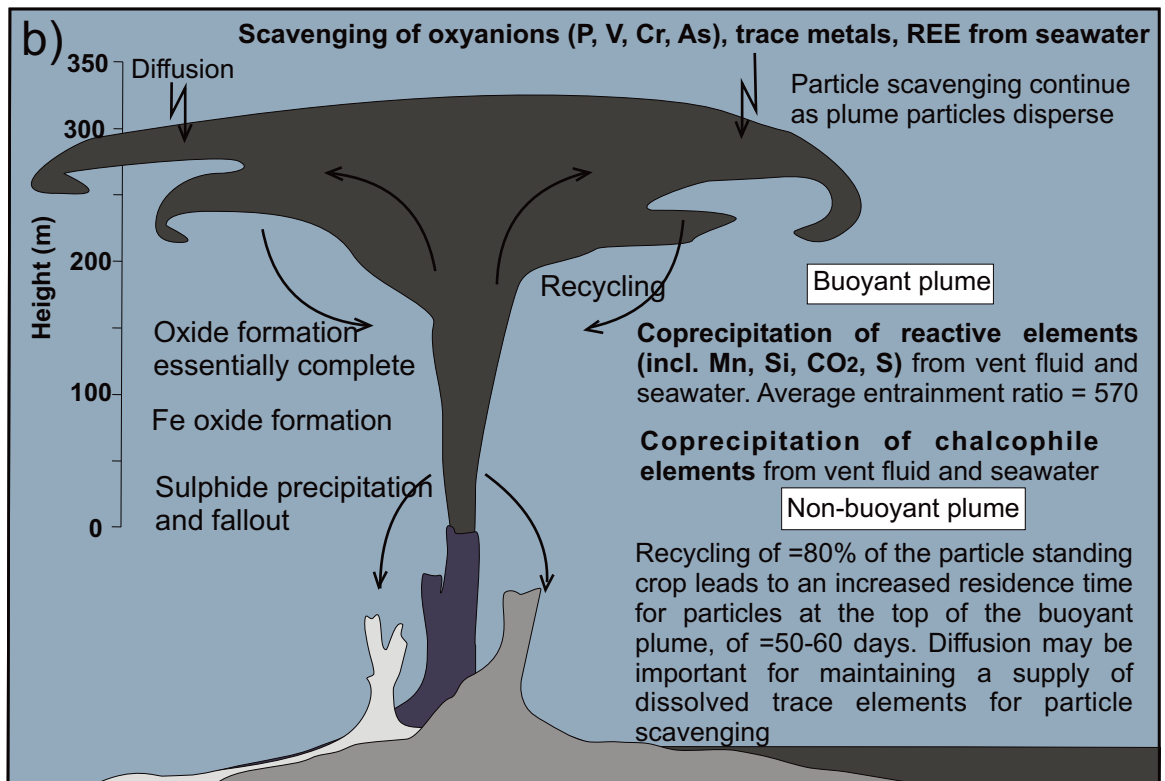 b)
Scavenging of oxyanions (P, V, Cr, As), trace metals, REE from seawater
350
Diffusion
Particle scavenging continue
as plume particles disperse
300
Height (m)
200
Recycling
Buoyant plume
Oxide formation
essentially complete
Coprecipitation of reactive elements
(incl. Mn, Si, CO2, S) from vent fluid and
seawater. Average entrainment ratio = 570
100
Fe oxide formation
Coprecipitation of chalcophile
elements from vent fluid and seawater
Sulphide precipitation
and fallout
0
Non-buoyant plume
Recycling of =80% of the particle standing
crop leads to an increased residence time
for particles at the top of the buoyant
plume, of =50-60 days. Diffusion may be
important for maintaining a supply of
dissolved trace elements for particle
scavenging